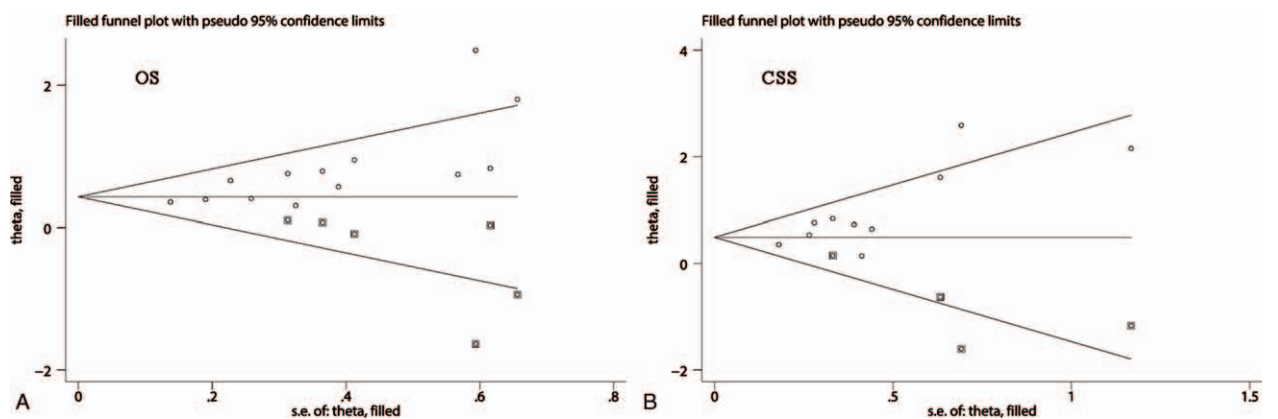 Filled funnel plot with pseudo 95% confidence limits
OS
theta, filled
2
0
−2
0
.2
.4
.6
.8
s.e. of: theta, filled
A
Filled funnel plot with pseudo 95% confidence limits
CSS
theta, filled
4
2
0
−2
0
.5
1
1.5
s.e. of: theta, filled
B